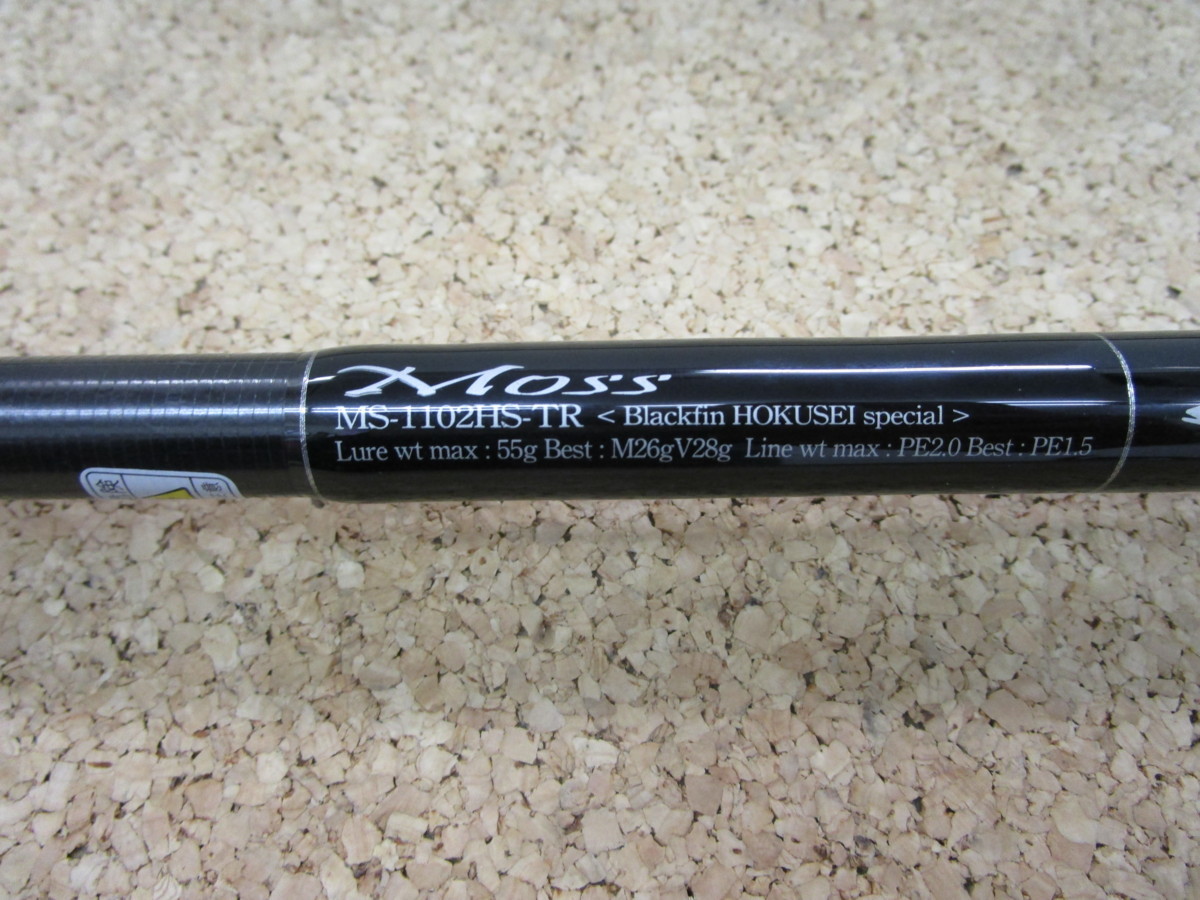 Moss
MS-1102HS-TR < Blackfin HOKUSEI special >
Lure wt max : 55g Best : M26gV28g Line wt max : PE2.0 Best : PE1.5